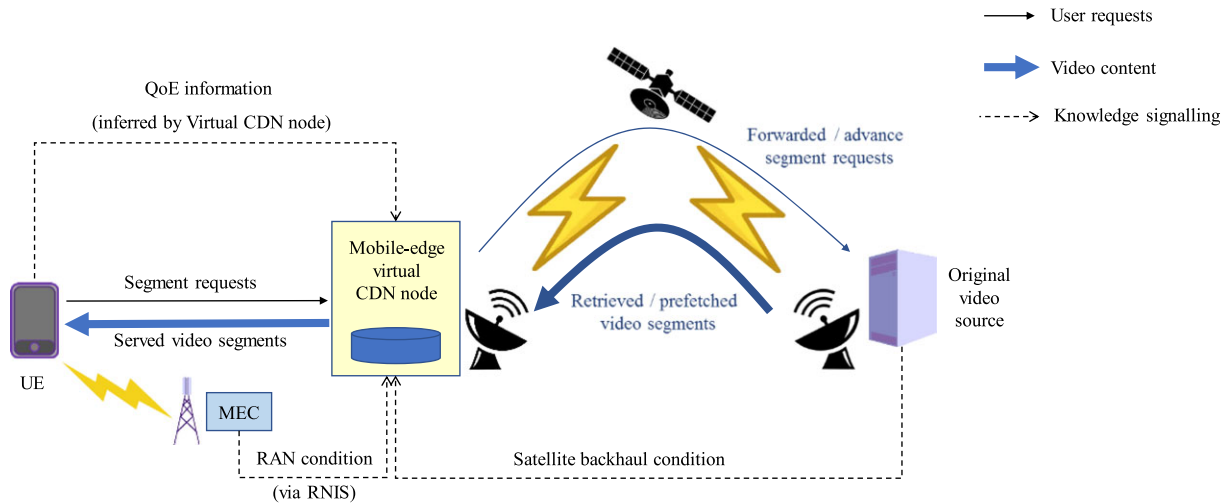 User requests
Video content
Knowledge signalling
QoE information
(inferred by Virtual CDN node)
Forwarded / advance
segment requests
Mobile-edge
virtual
CDN node
Segment requests
Served video segments
Retrieved / prefetched
video segments
Original
video
source
UE
MEC
RAN condition
(via RNIS)
Satellite backhaul condition